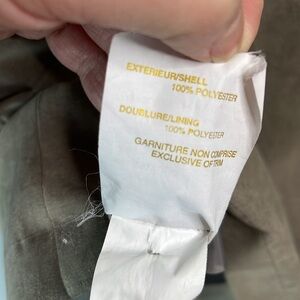 EXTERIEUR/SHELL
100% POLYESTER
DOUBLURE/LINING
100% POLYESTER
GARNITURE NON COMPRISE
EXCLUSIVE OF TRIM